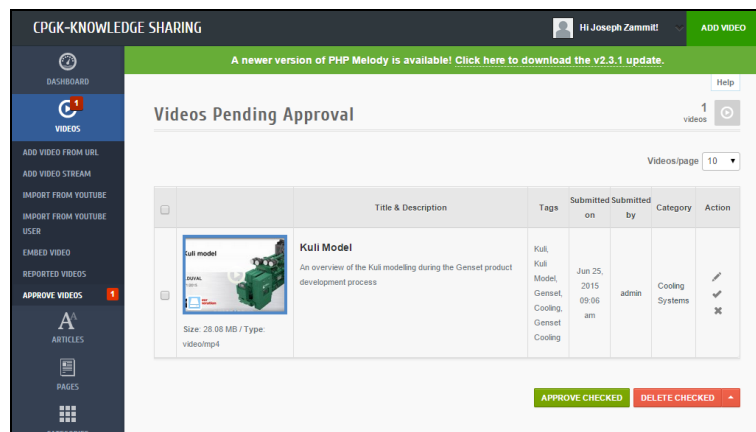 CPGK-KNOWLEDGE SHARING
Hi Joseph Zammit!
ADD VIDEO
A newer version of PHP Melody is available! Click here to download the v2.3.1 update.
DASHBOARD
Help
1
VIDEOS
Videos Pending Approval
1
videos
ADD VIDEO FROM URL
ADD VIDEO STREAM
IMPORT FROM YOUTUBE
IMPORT FROM YOUTUBE
USER
EMBED VIDEO
REPORTED VIDEOS
APPROVE VIDEOS 1
ARTICLES
PAGES
Videos/page 10
Title & Description
Tags
Submitted
on
Submitted
by
Category
Action
Kuli model
Size: 28.08 MB / Type:
video/mp4
Kuli Model
An overview of the Kuli modelling during the Genset product
development process
Kuli,
Kuli
Model,
Genset,
Cooling,
Genset
Cooling
Jun 25,
2015
09:06
am
admin
Cooling
Systems
APPROVE CHECKED
DELETE CHECKED